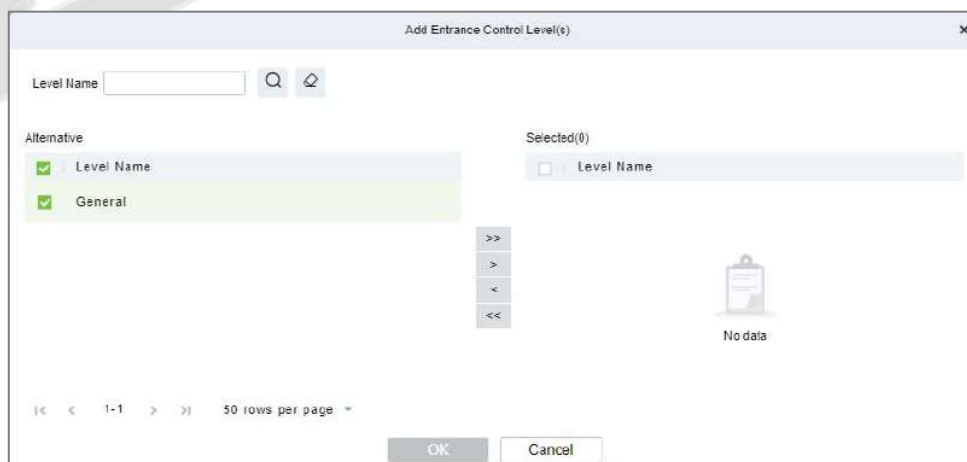 Add Entrance Control Level(s)
Level Name
Alternative
Selected(0)
Level Name
Level Name
General
>>
>
<
<<
No data
|< < 1-1 > >| 50 rows per page
OK Cancel